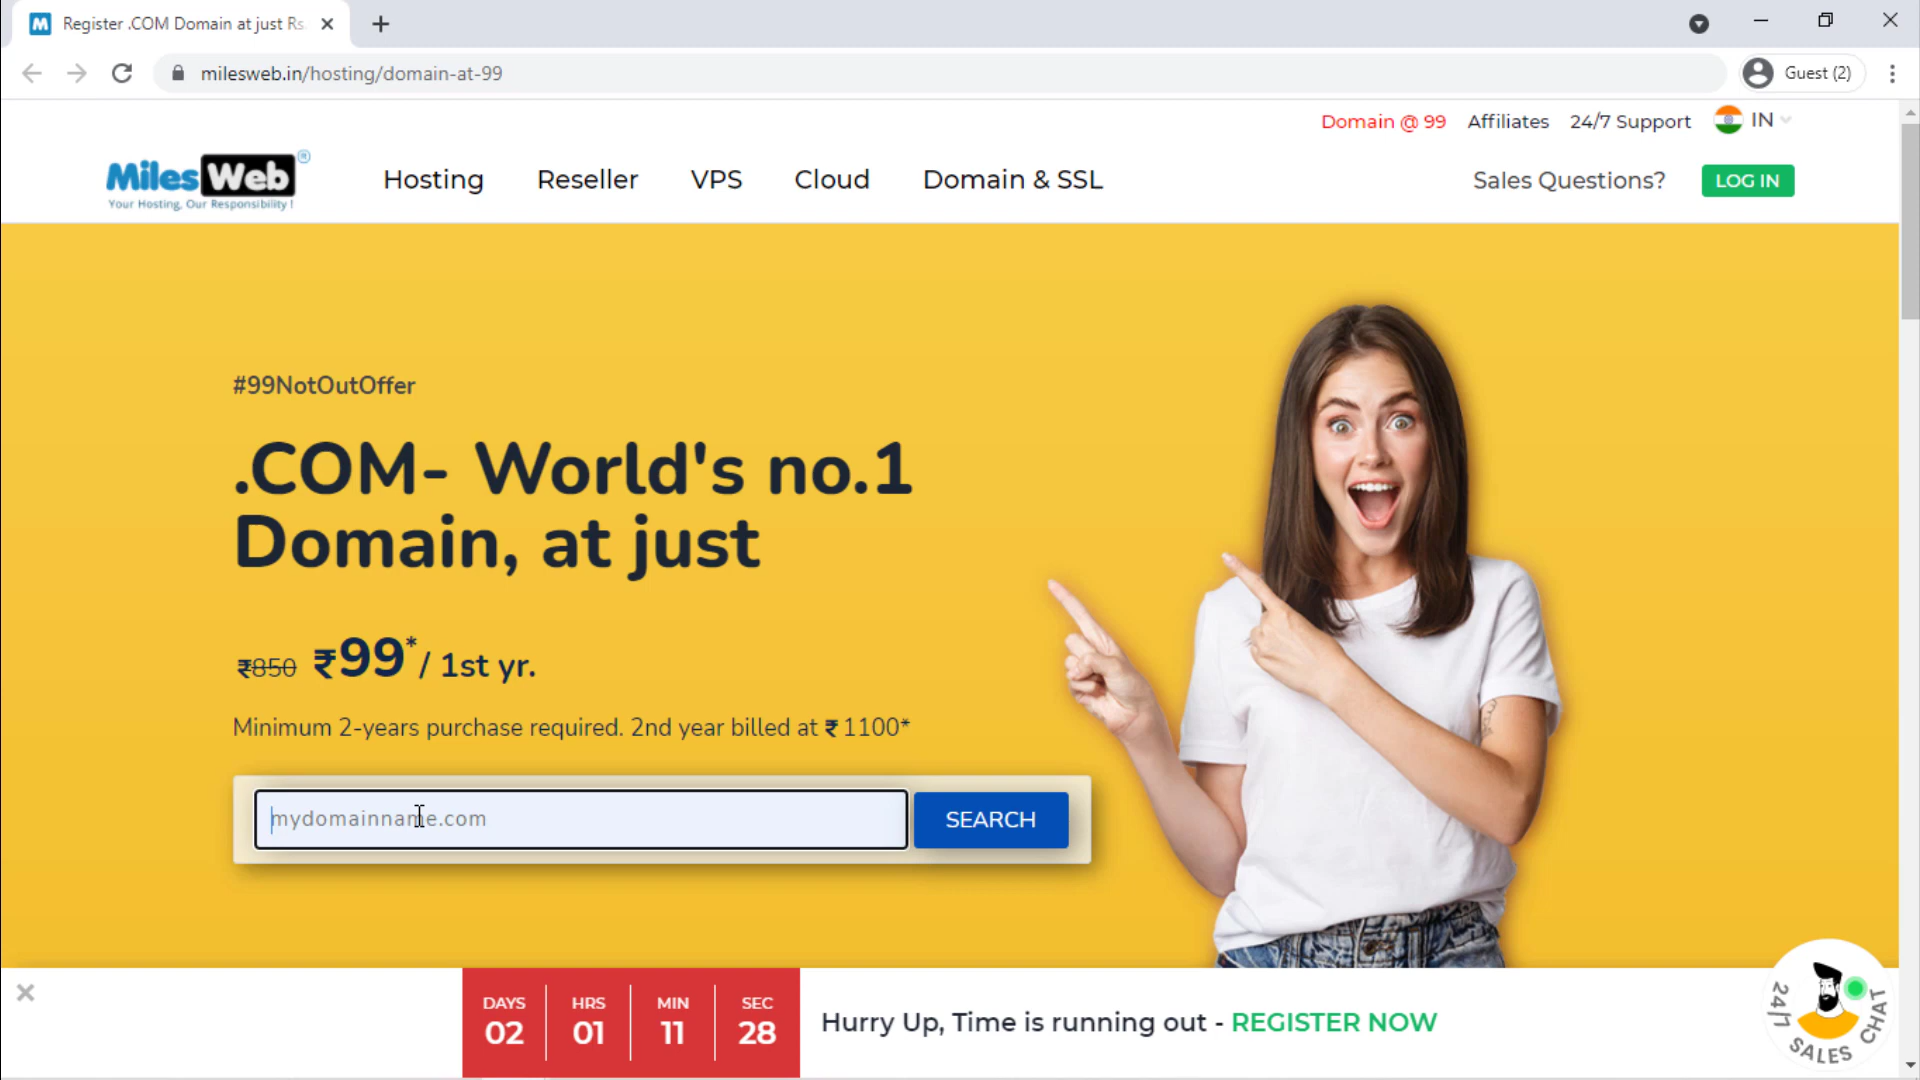 Register .COM Domain at just Rs.
milesweb.in/hosting/domain-at-99
Guest (2)
Domain @ 99
Affiliates
24/7 Support
IN
MilesWeb®
Your Hosting, Our Responsibility !
Hosting
Reseller
VPS
Cloud
Domain & SSL
Sales Questions?
LOG IN
#99NotOutOffer
.COM- World's no.1
Domain, at just
₹850 ₹99*/ 1st yr.
Minimum 2-years purchase required. 2nd year billed at ₹ 1100*
mydomainname.com
SEARCH
DAYS HRS MIN SEC
02 01 11 28
Hurry Up, Time is running out - REGISTER NOW
24/7 SALES CHAT